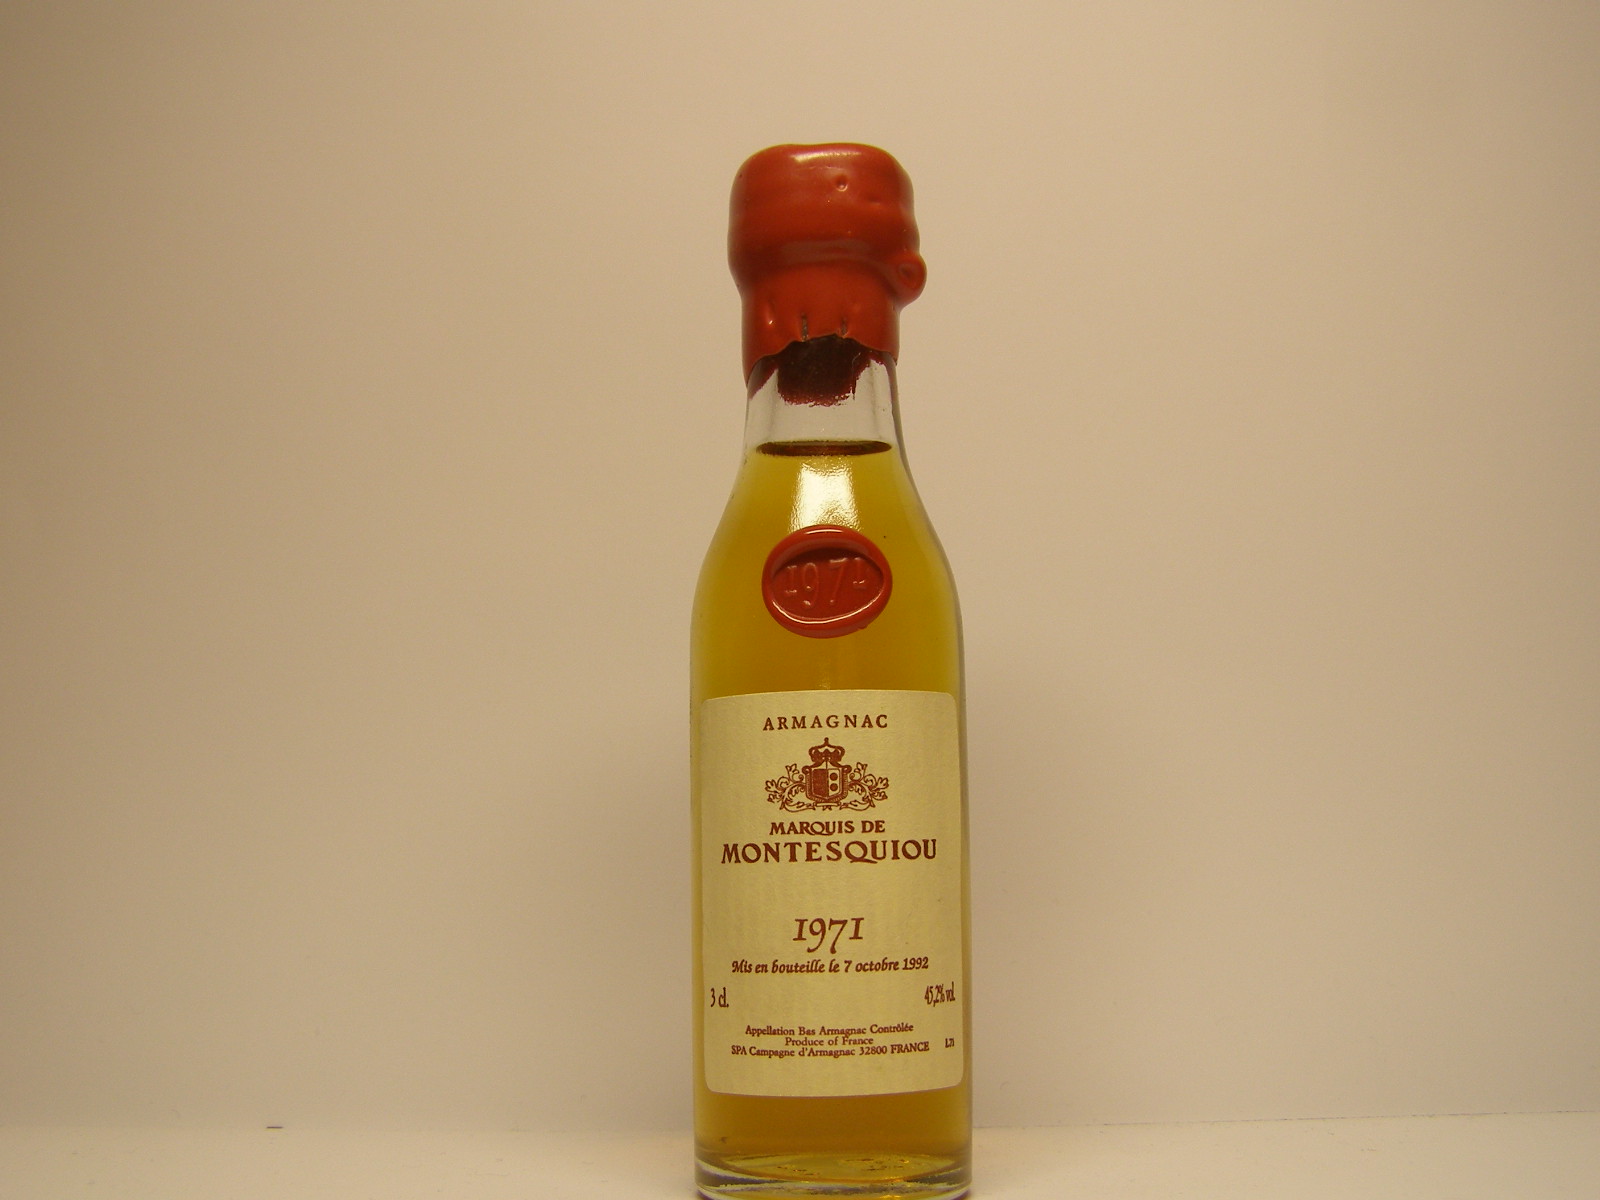 1971
ARMAGNAC
MARQUIS DE
MONTESQUIOU
1971
Mis en bouteille le 7 octobre 1992
3 cl. 45,2% vol.
Appellation Bas Armagnac Contrôlée
Produce of France
SPA Campagne d'Armagnac 32800 FRANCE L71